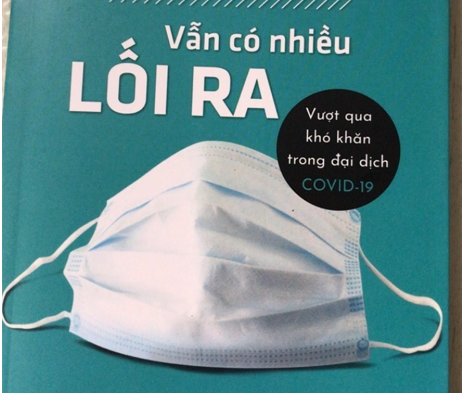 Vẫn có nhiều
LỐI RA
Vượt qua
khó khăn
trong đại dịch
COVID-19